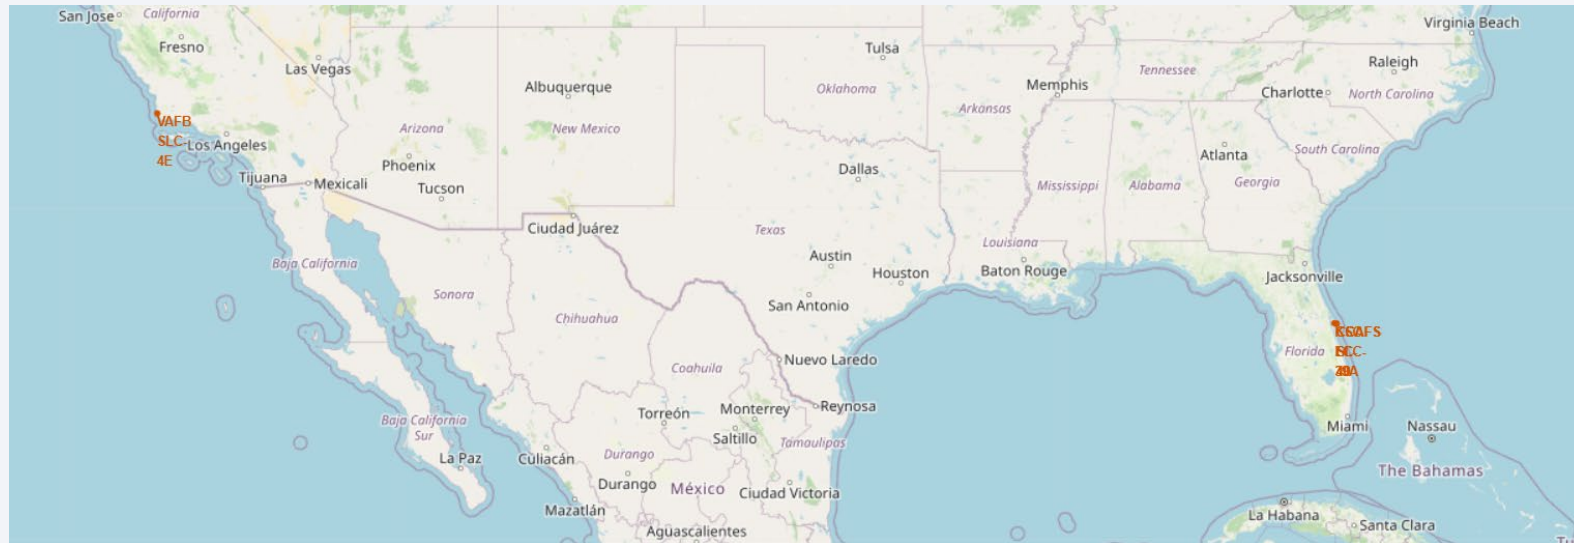 San Jose
California
Virginia Beach
Fresno
Tulsa
Las Vegas
Raleigh
Tennessee
Albuquerque
Memphis
Oklahoma
Charlotte
North Carolina
Arkansas
VAFB
SLC-
4E
Arizona
New Mexico
Los Angeles
South Carolina
Atlanta
Phoenix
Dallas
Tijuana
Mexicali
Tucson
Mississippi
Alabama
Georgia
Ciudad Juárez
Texas
Louisiana
Austin
Baja California
Houston
Baton Rouge
Jacksonville
Sonora
San Antonio
Chihuahua
Florida
Nuevo Laredo
Coahuila
Torreón
Monterrey
Reynosa
Baja California
Sur
Miami
Nassau
Saltillo
Tamaulipas
La Paz
Culiacán
Durango
The Bahamas
Durango
México
Ciudad Victoria
Mazatlán
La Habana
Santa Clara
Aguascalientes